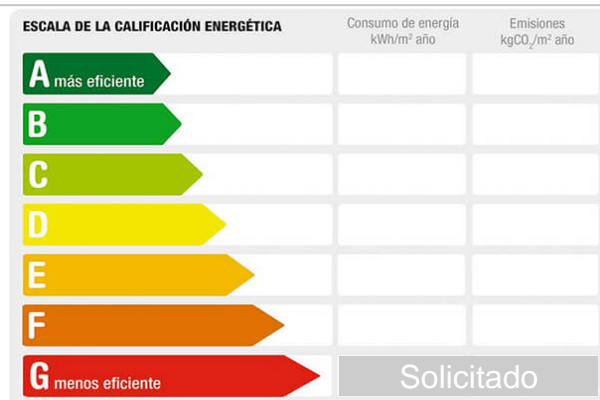 ESCALA DE LA CALIFICACIÓN ENERGÉTICA
Consumo de energía
kWh/m² año
Emisiones
kgCO₂/m² año
A más eficiente
B
C
D
E
F
G menos eficiente
Solicitado